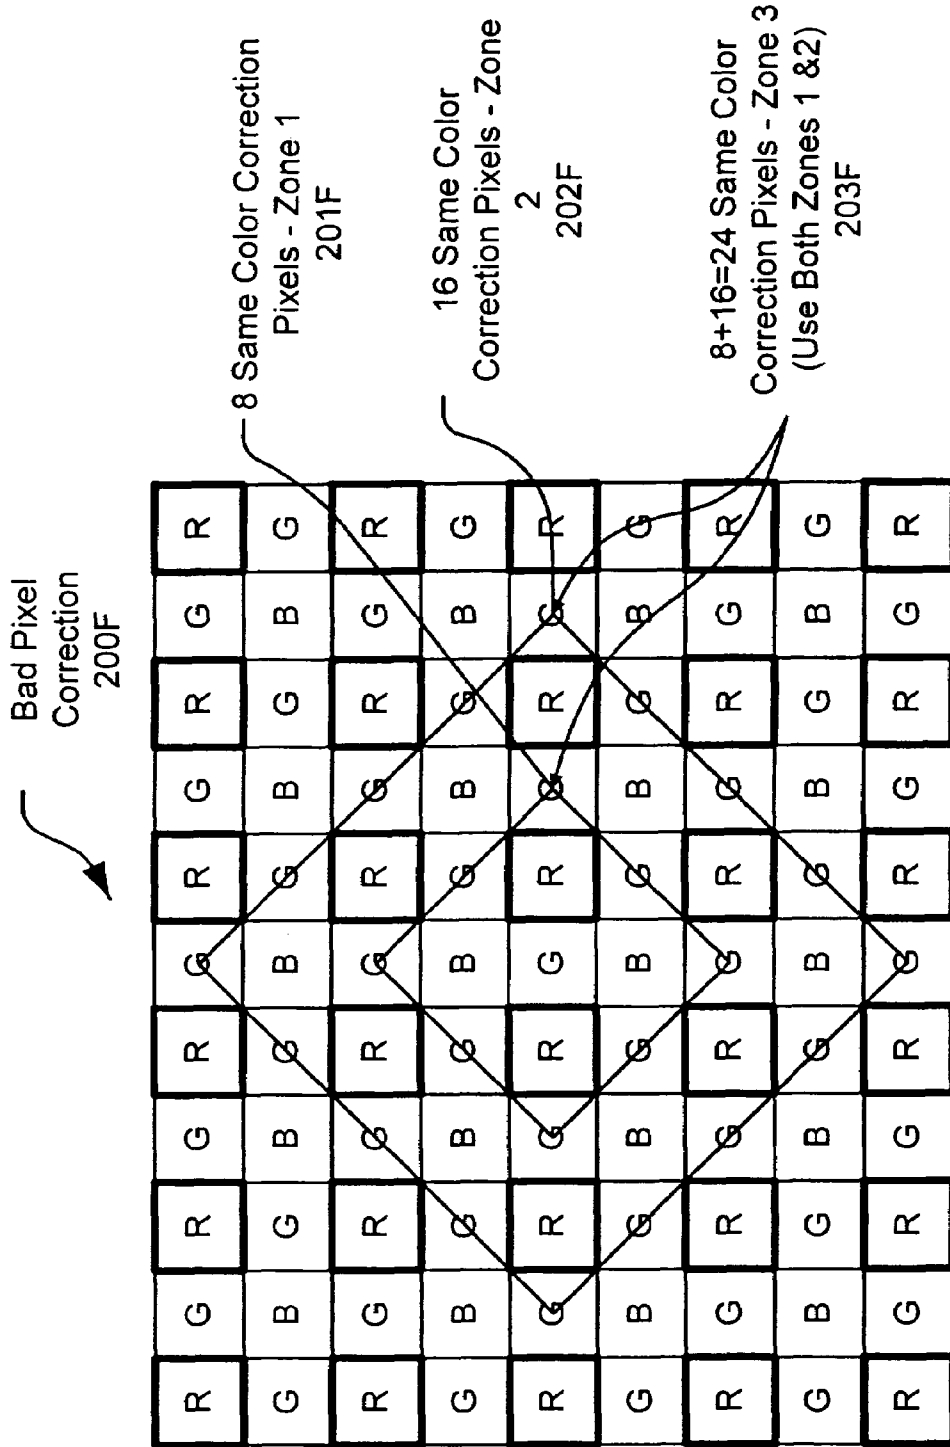 Bad Pixel
Correction
200F
R G R G R G R G R G R
G B G B G B G B G B G
R G R G R G R G R G R
G B G B G B G B G B G
R G R G R G R G R G R
G B G B G B G B G B G
R G R G R G R G R G R
G B G B G B G B G B G
R G R G R G R G R G R
8 Same Color Correction
Pixels - Zone 1
201F
16 Same Color
Correction Pixels - Zone
2
202F
8+16=24 Same Color
Correction Pixels - Zone 3
(Use Both Zones 1 &2)
203F